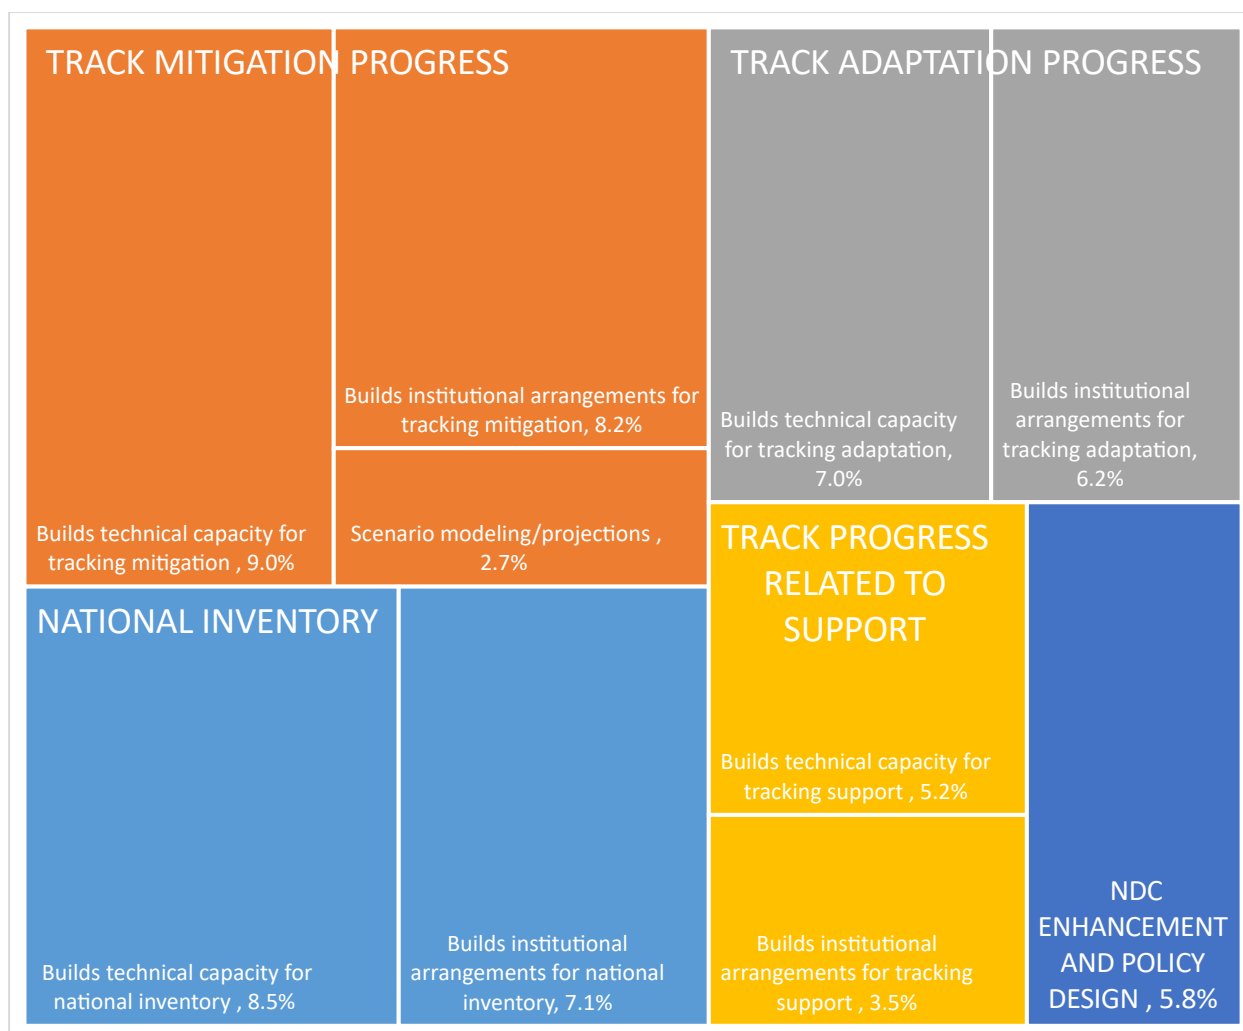 TRACK MITIGATION PROGRESS
Builds technical capacity for
tracking mitigation , 9.0%
Builds institutional arrangements for
tracking mitigation, 8.2%
Scenario modeling/projections ,
2.7%
TRACK ADAPTATION PROGRESS
Builds technical capacity
for tracking adaptation,
7.0%
Builds institutional
arrangements for
tracking adaptation,
6.2%
NATIONAL INVENTORY
Builds technical capacity for
national inventory , 8.5%
Builds institutional
arrangements for national
inventory, 7.1%
TRACK PROGRESS
RELATED TO
SUPPORT
Builds technical capacity for
tracking support , 5.2%
Builds institutional
arrangements for tracking
support , 3.5%
NDC
ENHANCEMENT
AND POLICY
DESIGN , 5.8%